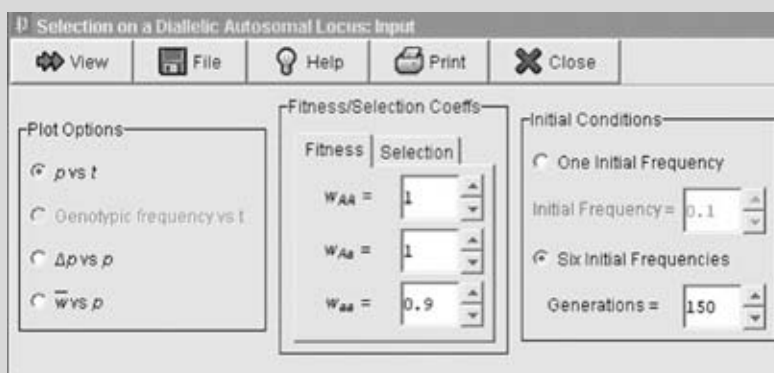 Selection on a Diallelic Autosomal Locus: Input
View File Help Print Close
Plot Options
p vs t
Genotypic frequency vs t
Δp vs p
w̅ vs p
Fitness/Selection Coeffs
Fitness Selection
wAA = 1
wAa = 1
waa = 0.9
Initial Conditions
One Initial Frequency
Initial Frequency = 0.1
Six Initial Frequencies
Generations = 150